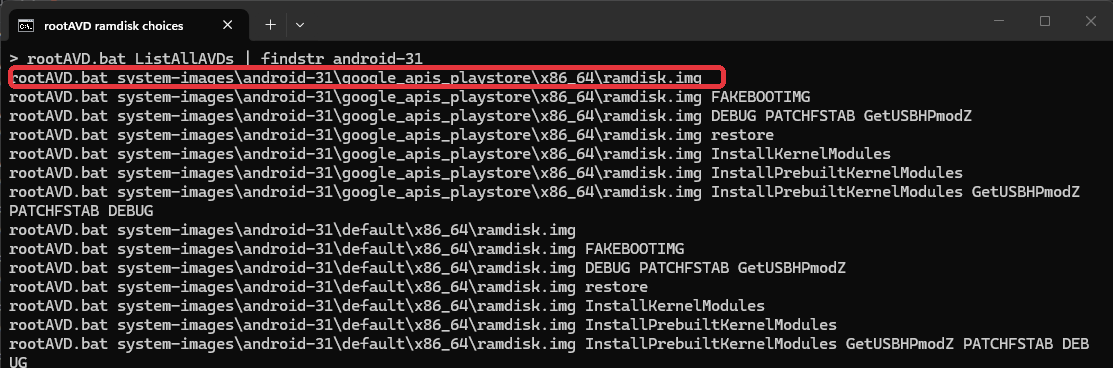 rootAVD ramdisk choices
> rootAVD.bat ListAllAVDs | findstr android-31
rootAVD.bat system-images\android-31\google_apis_playstore\x86_64\ramdisk.img
rootAVD.bat system-images\android-31\google_apis_playstore\x86_64\ramdisk.img FAKEBOOTIMG
rootAVD.bat system-images\android-31\google_apis_playstore\x86_64\ramdisk.img DEBUG PATCHFSTAB GetUSBHPmodZ
rootAVD.bat system-images\android-31\google_apis_playstore\x86_64\ramdisk.img restore
rootAVD.bat system-images\android-31\google_apis_playstore\x86_64\ramdisk.img InstallKernelModules
rootAVD.bat system-images\android-31\google_apis_playstore\x86_64\ramdisk.img InstallPrebuiltKernelModules
rootAVD.bat system-images\android-31\google_apis_playstore\x86_64\ramdisk.img InstallPrebuiltKernelModules GetUSBHPmodZ
PATCHFSTAB DEBUG
rootAVD.bat system-images\android-31\default\x86_64\ramdisk.img
rootAVD.bat system-images\android-31\default\x86_64\ramdisk.img FAKEBOOTIMG
rootAVD.bat system-images\android-31\default\x86_64\ramdisk.img DEBUG PATCHFSTAB GetUSBHPmodZ
rootAVD.bat system-images\android-31\default\x86_64\ramdisk.img restore
rootAVD.bat system-images\android-31\default\x86_64\ramdisk.img InstallKernelModules
rootAVD.bat system-images\android-31\default\x86_64\ramdisk.img InstallPrebuiltKernelModules
rootAVD.bat system-images\android-31\default\x86_64\ramdisk.img InstallPrebuiltKernelModules GetUSBHPmodZ PATCHFSTAB DEB
UG